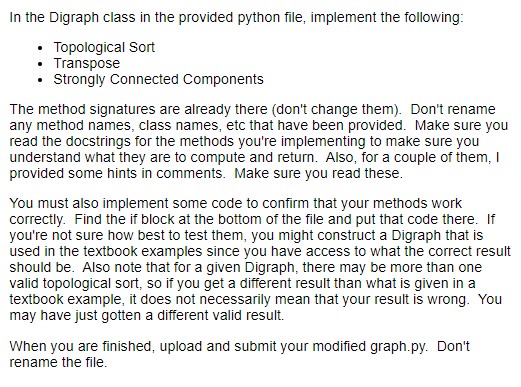 In the Digraph class in the provided python file, implement the following:
• Topological Sort
• Transpose
• Strongly Connected Components
The method signatures are already there (don't change them).  Don't rename
any method names, class names, etc that have been provided.  Make sure you
read the docstrings for the methods you're implementing to make sure you
understand what they are to compute and return.  Also, for a couple of them, I
provided some hints in comments.  Make sure you read these.
You must also implement some code to confirm that your methods work
correctly.  Find the if block at the bottom of the file and put that code there.  If
you're not sure how best to test them, you might construct a Digraph that is
used in the textbook examples since you have access to what the correct result
should be.  Also note that for a given Digraph, there may be more than one
valid topological sort, so if you get a different result than what is given in a
textbook example, it does not necessarily mean that your result is wrong.  You
may have just gotten a different valid result.
When you are finished, upload and submit your modified graph.py.  Don't
rename the file.